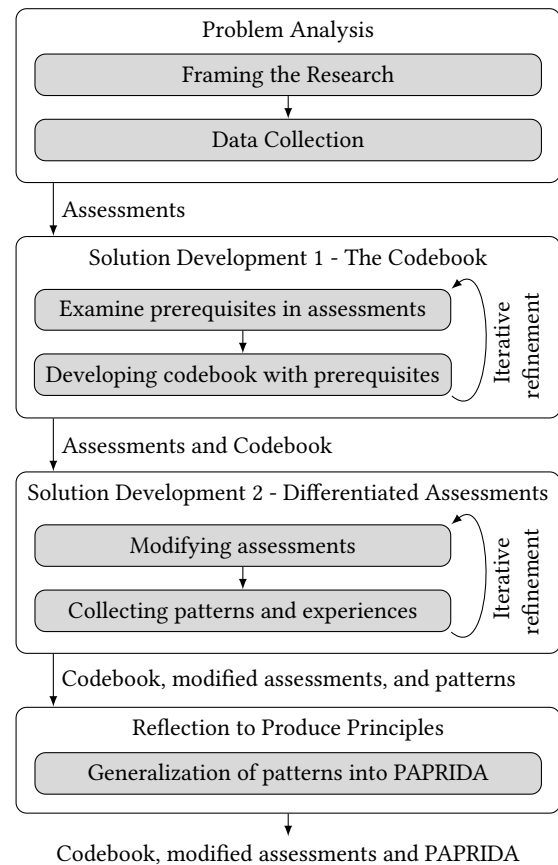 Problem Analysis
Framing the Research
Data Collection
Assessments
Solution Development 1 - The Codebook
Examine prerequisites in assessments
Developing codebook with prerequisites
Iterative
refinement
Assessments and Codebook
Solution Development 2 - Differentiated Assessments
Modifying assessments
Collecting patterns and experiences
Iterative
refinement
Codebook, modified assessments, and patterns
Reflection to Produce Principles
Generalization of patterns into PAPRIDA
Codebook, modified assessments and PAPRIDA